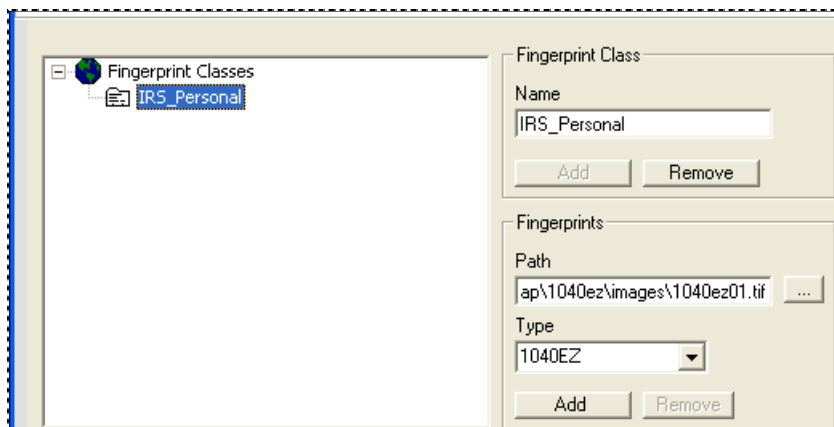 Fingerprint Classes
IRS_Personal
Fingerprint Class
Name
IRS_Personal
Add Remove
Fingerprints
Path
ap\1040ez\images\1040ez01.tif ...
Type
1040EZ
Add Remove